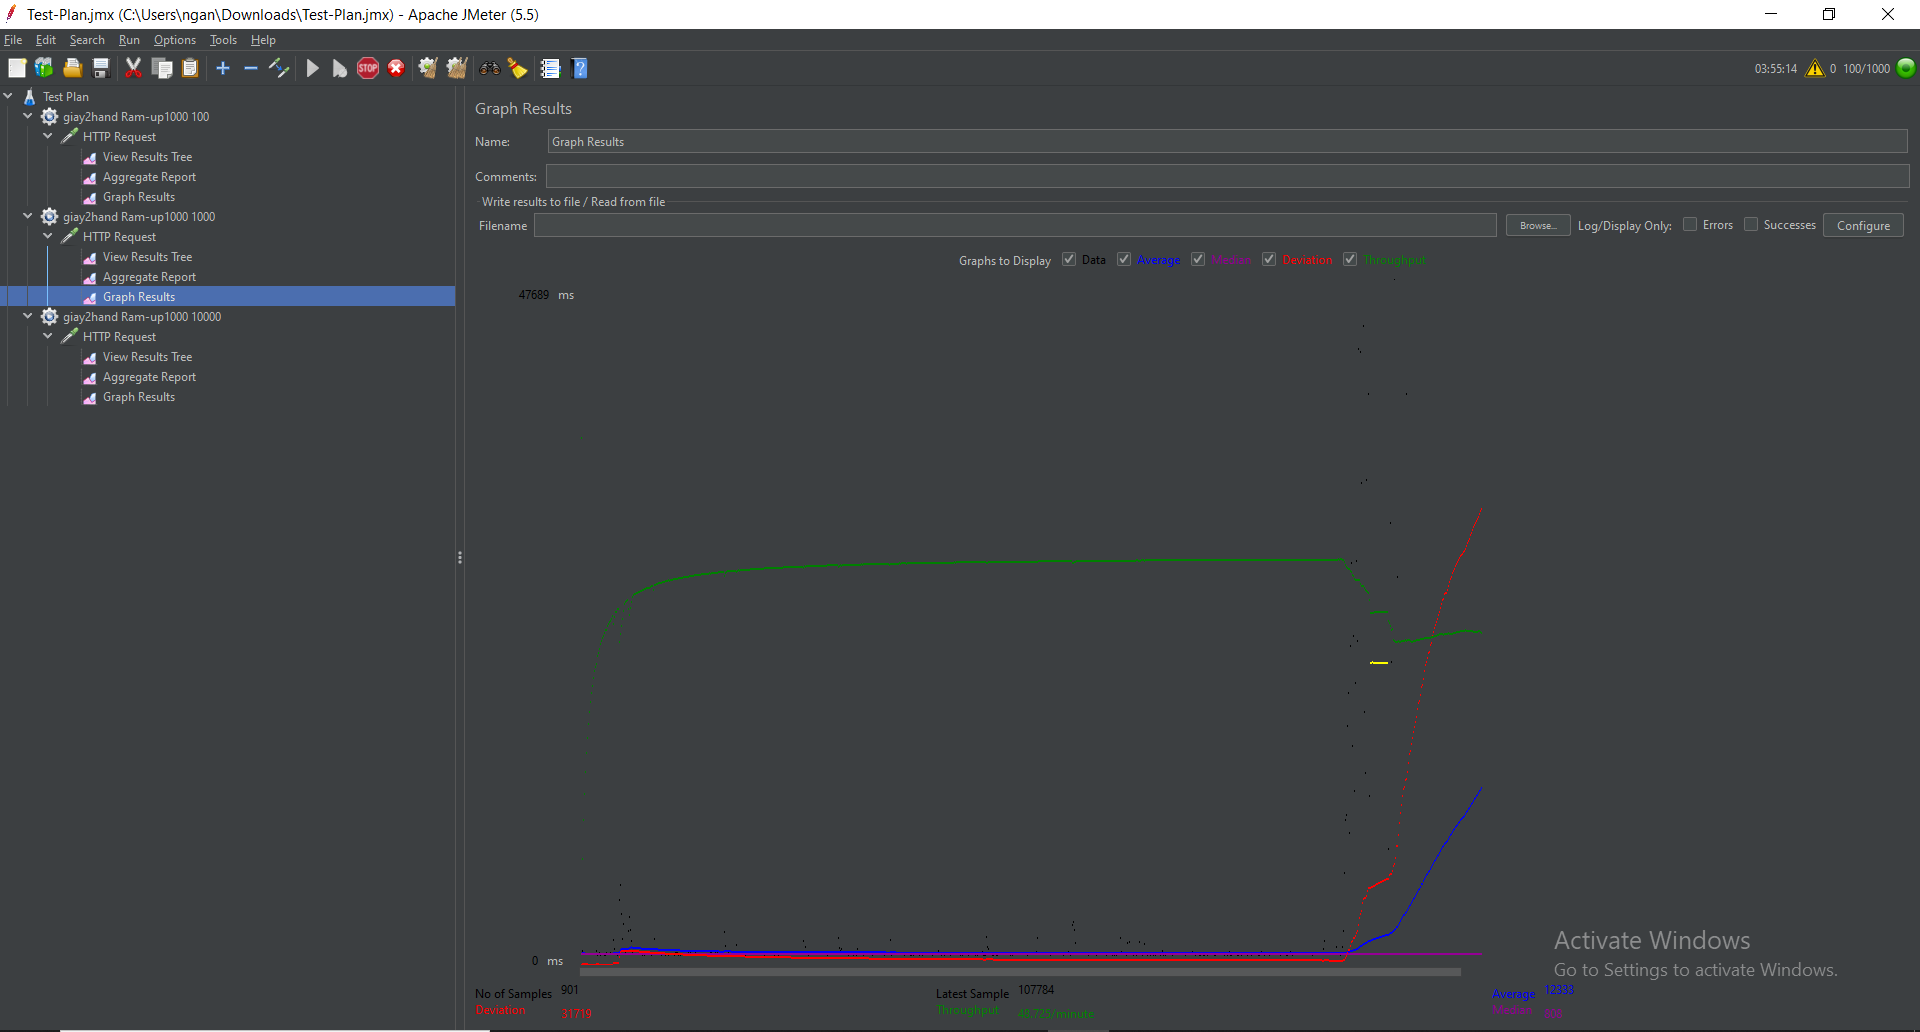 Test-Plan.jmx (C:\Users\ngan\Downloads\Test-Plan.jmx) - Apache JMeter (5.5)
File Edit Search Run Options Tools Help
STOP
03:55:14 0 100/1000
Test Plan
giay2hand Ram-up1000 100
HTTP Request
View Results Tree
Aggregate Report
Graph Results
giay2hand Ram-up1000 1000
HTTP Request
View Results Tree
Aggregate Report
Graph Results
giay2hand Ram-up1000 10000
HTTP Request
View Results Tree
Aggregate Report
Graph Results
Graph Results
Name: Graph Results
Comments:
Write results to file / Read from file
Filename Browse... Log/Display Only: Errors Successes Configure
Graphs to Display Data Average Median Deviation Throughput
47689 ms
0 ms
No of Samples 901 Latest Sample 107784 Average 12333
Deviation 31719 Throughput 48.725/minute Median
Activate Windows
Go to Settings to activate Windows.